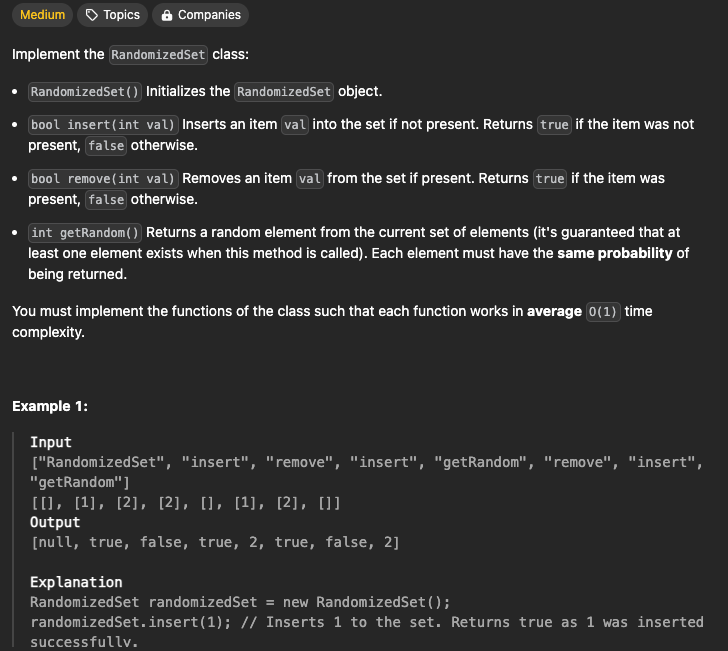 Medium Topics Companies
Implement the RandomizedSet class:
• RandomizedSet() Initializes the RandomizedSet object.
• bool insert(int val) Inserts an item val into the set if not present. Returns true if the item was not
present, false otherwise.
• bool remove(int val) Removes an item val from the set if present. Returns true if the item was
present, false otherwise.
• int getRandom() Returns a random element from the current set of elements (it's guaranteed that at
least one element exists when this method is called). Each element must have the same probability of
being returned.
You must implement the functions of the class such that each function works in average O(1) time
complexity.
Example 1:
Input
["RandomizedSet", "insert", "remove", "insert", "getRandom", "remove", "insert",
"getRandom"]
[[], [1], [2], [2], [], [1], [2], []]
Output
[null, true, false, true, 2, true, false, 2]
Explanation
RandomizedSet randomizedSet = new RandomizedSet();
randomizedSet.insert(1); // Inserts 1 to the set. Returns true as 1 was inserted
successfully.